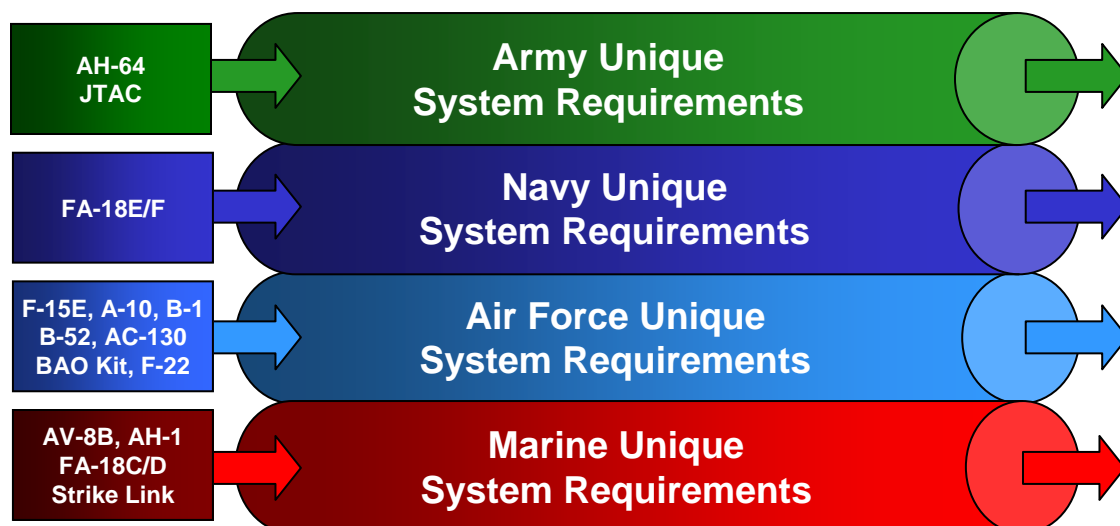 AH-64
JTAC
Army Unique
System Requirements
FA-18E/F
Navy Unique
System Requirements
F-15E, A-10, B-1
B-52, AC-130
BAO Kit, F-22
Air Force Unique
System Requirements
AV-8B, AH-1
FA-18C/D
Strike Link
Marine Unique
System Requirements